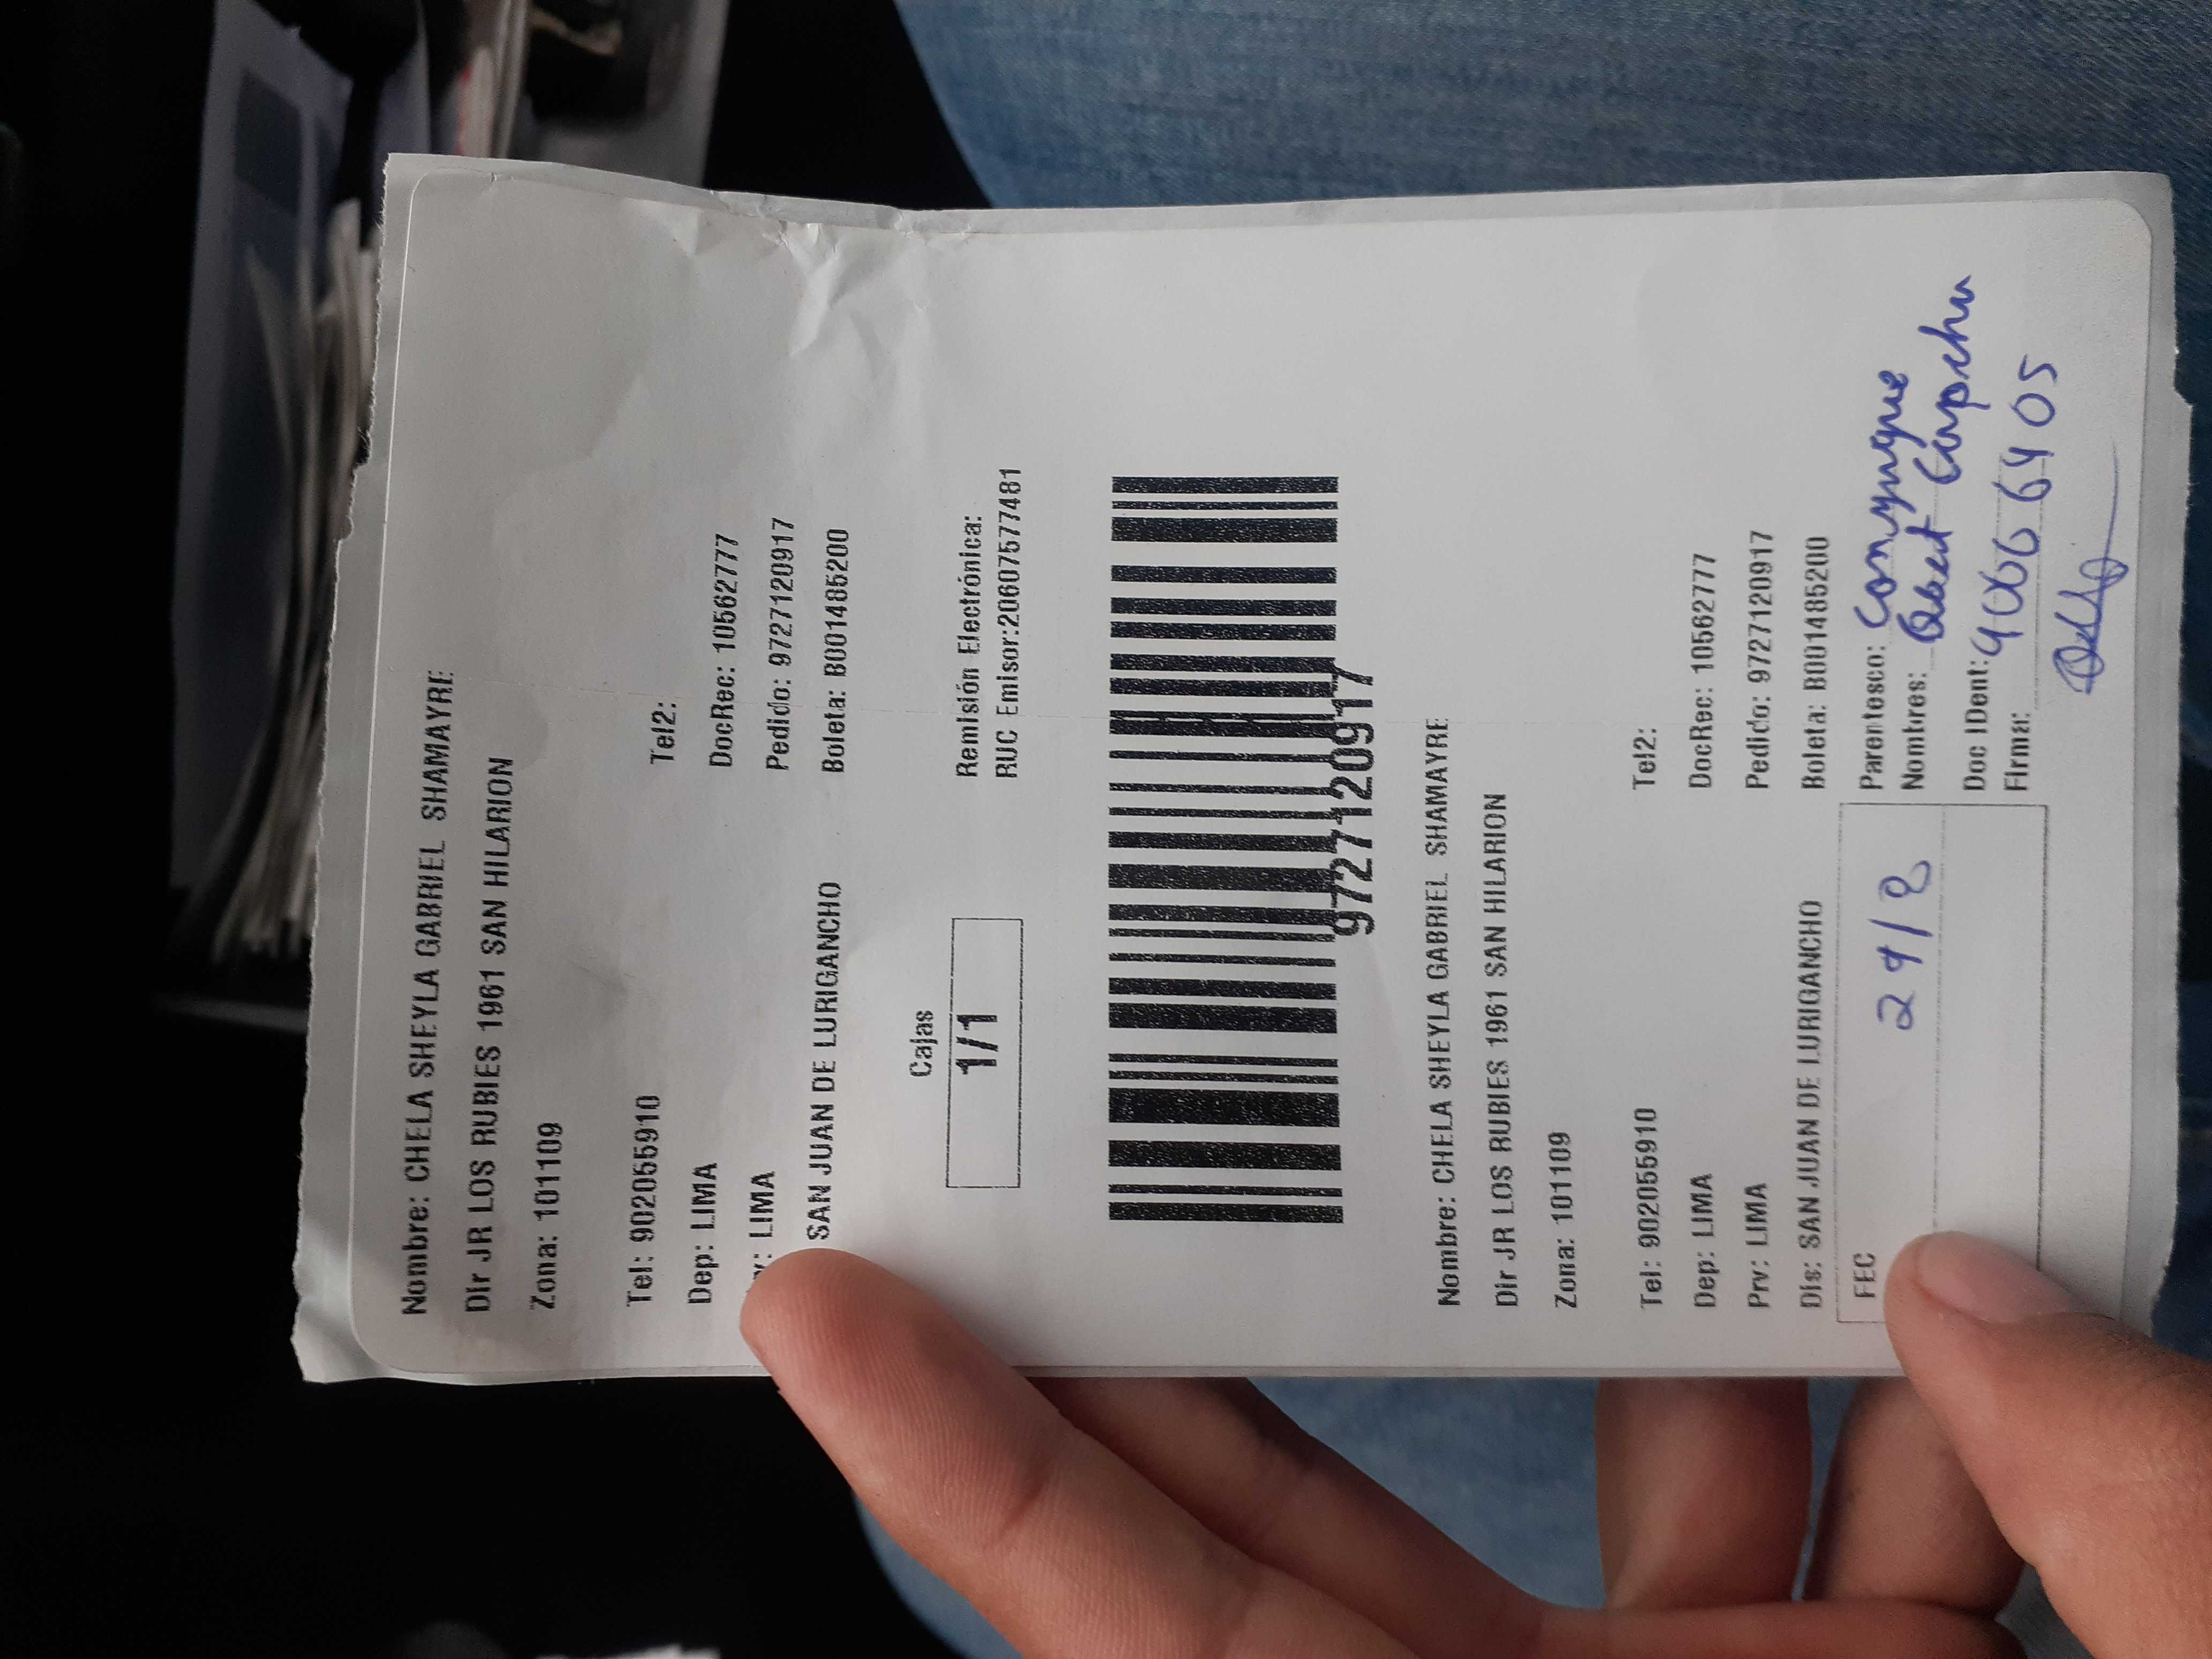 Nombre: CHELA SHEYLA GABRIEL SHAMAYRE
Dir JR LOS RUBIES 1961 SAN HILARION
Zona: 101109
Tel: 902055910 Tel2:
Dep: LIMA DocRec: 10562777
LIMA Pedido: 9727120917
SAN JUAN DE LURIGANCHO Boleta: B001485200
Cajas
1/1
Remisión Electrónica:
RUC Emisor:20607577481
9727120917
Nombre: CHELA SHEYLA GABRIEL SHAMAYRE
Dir JR LOS RUBIES 1961 SAN HILARION
Zona: 101109
Tel: 902055910 Tel2:
Dep: LIMA DocRec: 10562777
Prv: LIMA Pedido: 9727120917
Dis: SAN JUAN DE LURIGANCHO Boleta: B001485200
FEC
Parentesco: Conyugue
Nombres:
Doc IDent:
Firma: